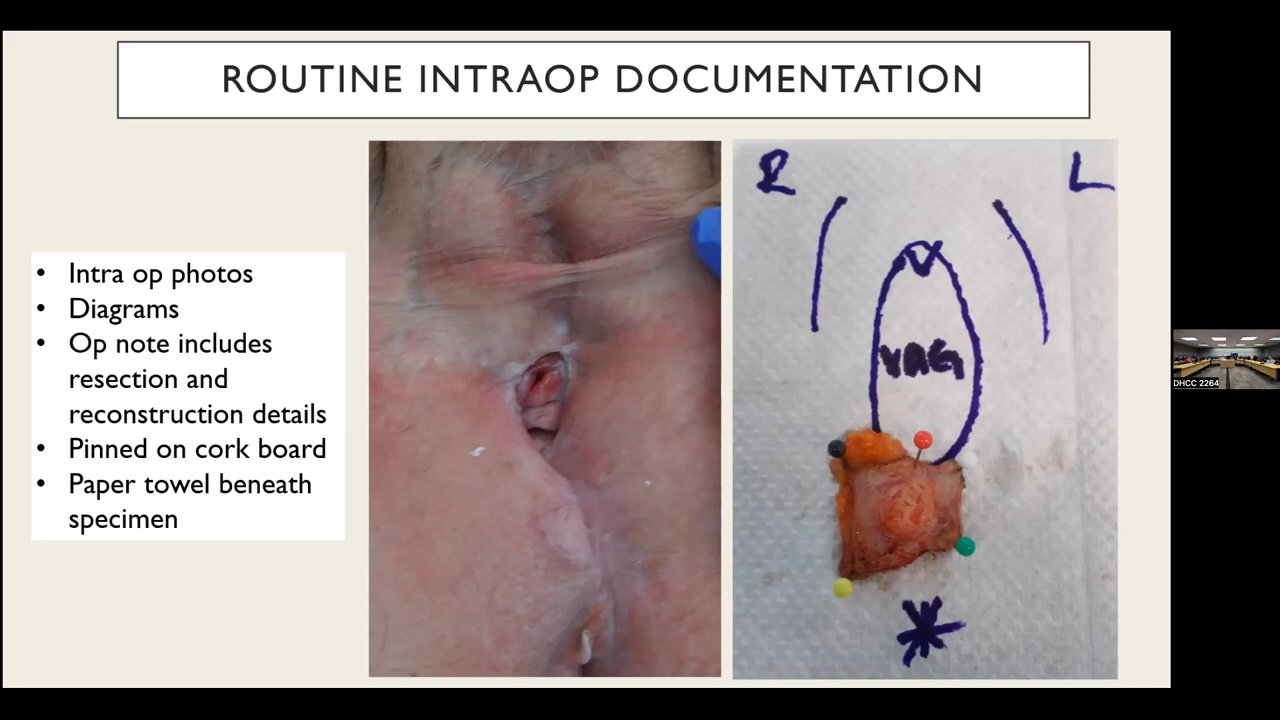 ROUTINE INTRAOP DOCUMENTATION
• Intra op photos
• Diagrams
• Op note includes
resection and
reconstruction details
• Pinned on cork board
• Paper towel beneath
specimen
R L
VAG
DHCC 2264